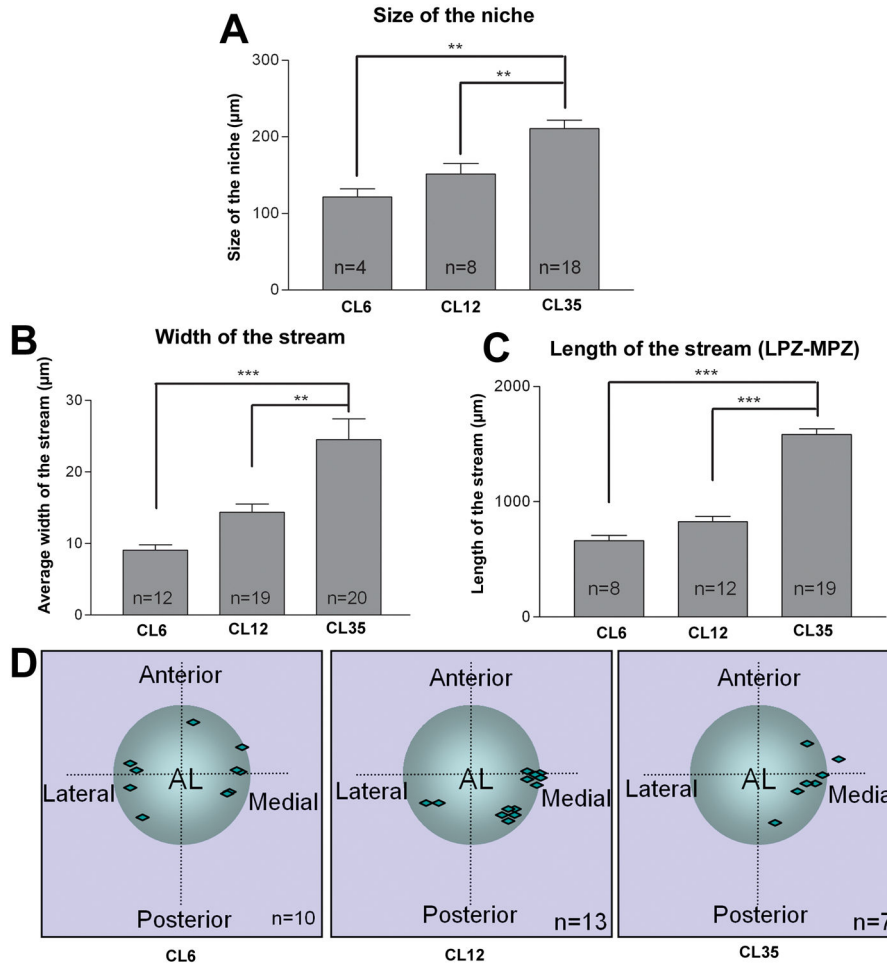 A
Size of the niche
**
**
Size of the niche (μm)
300
200
100
0
n=4
n=8
n=18
CL6
CL12
CL35
B
Width of the stream
***
**
Average width of the stream (μm)
30
20
10
0
n=12
n=19
n=20
CL6
CL12
CL35
C
Length of the stream (LPZ-MPZ)
***
***
Length of the stream (μm)
2000
1000
0
n=8
n=12
n=19
CL6
CL12
CL35
D
Anterior
AL
Lateral
Medial
Posterior
n=10
CL6
Anterior
AL
Lateral
Medial
Posterior
n=13
CL12
Anterior
AL
Lateral
Media
Posterior
n=7
CL35